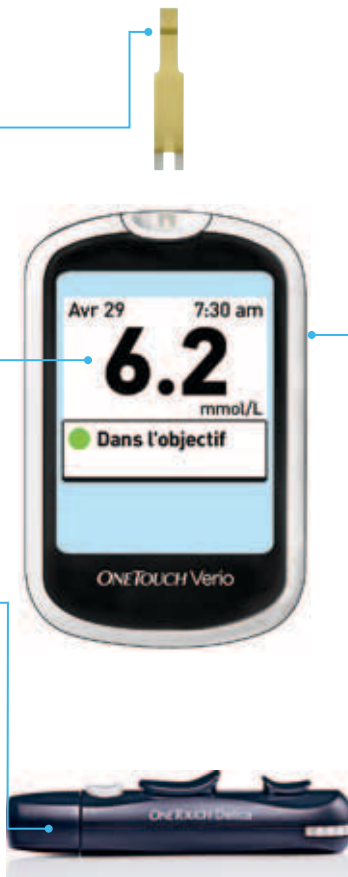 Avr 29 7:30 am
6.2
mmol/L
Dans l'objectif
ONETOUCH Verio
ONETOUCH Delica